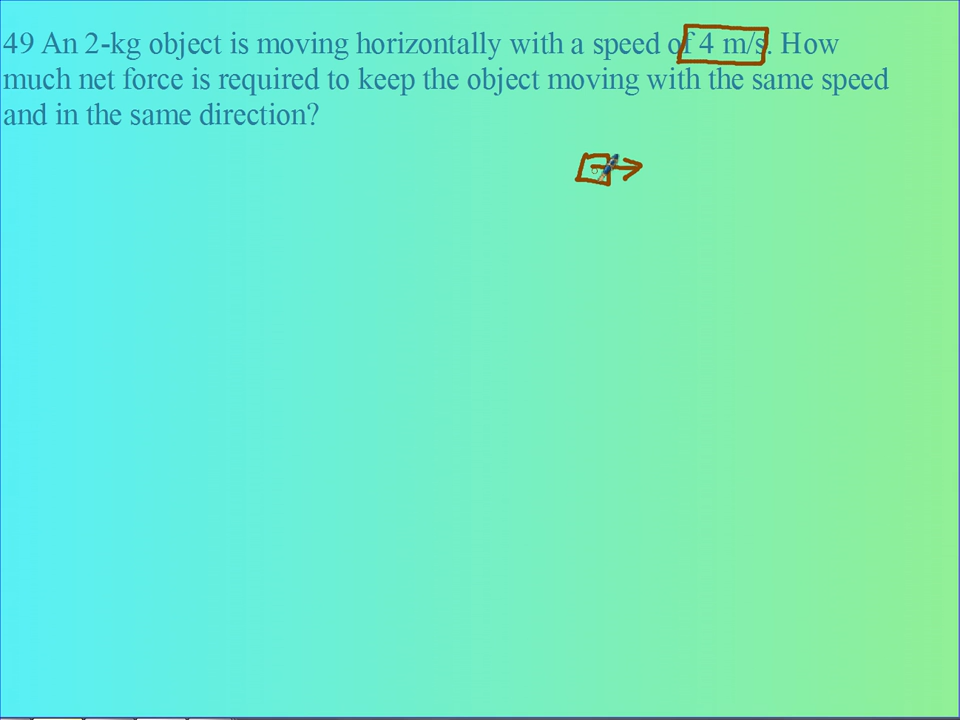 49 An 2-kg object is moving horizontally with a speed of 4 m/s. How
much net force is required to keep the object moving with the same speed
and in the same direction?